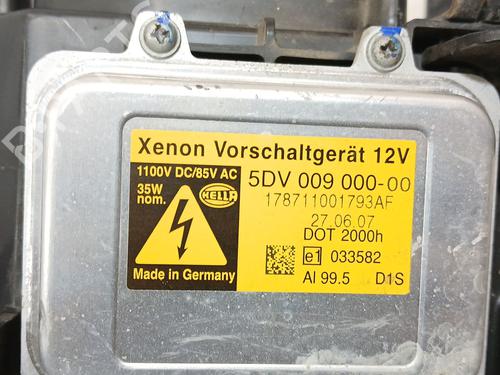 Xenon Vorschaltgerät 12V
1100V DC/85V AC
35W
nom.
HELLA
Made in Germany
5DV 009 000-00
178711001793AF
27.06.07
DOT 2000h
e1 033582
AI 99.5 D1S